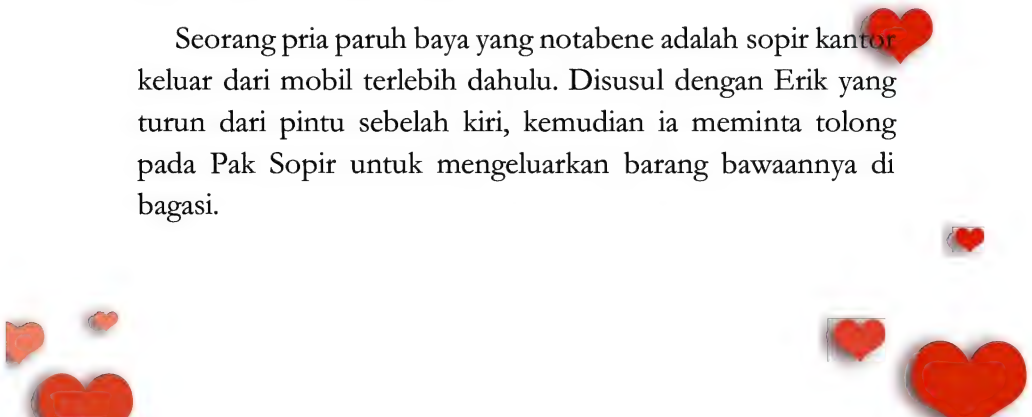 Seorang pria paruh baya yang notabene adalah sopir kantor
keluar dari mobil terlebih dahulu. Disusul dengan Erik yang
turun dari pintu sebelah kiri, kemudian ia meminta tolong
pada Pak Sopir untuk mengeluarkan barang bawaannya di
bagasi.